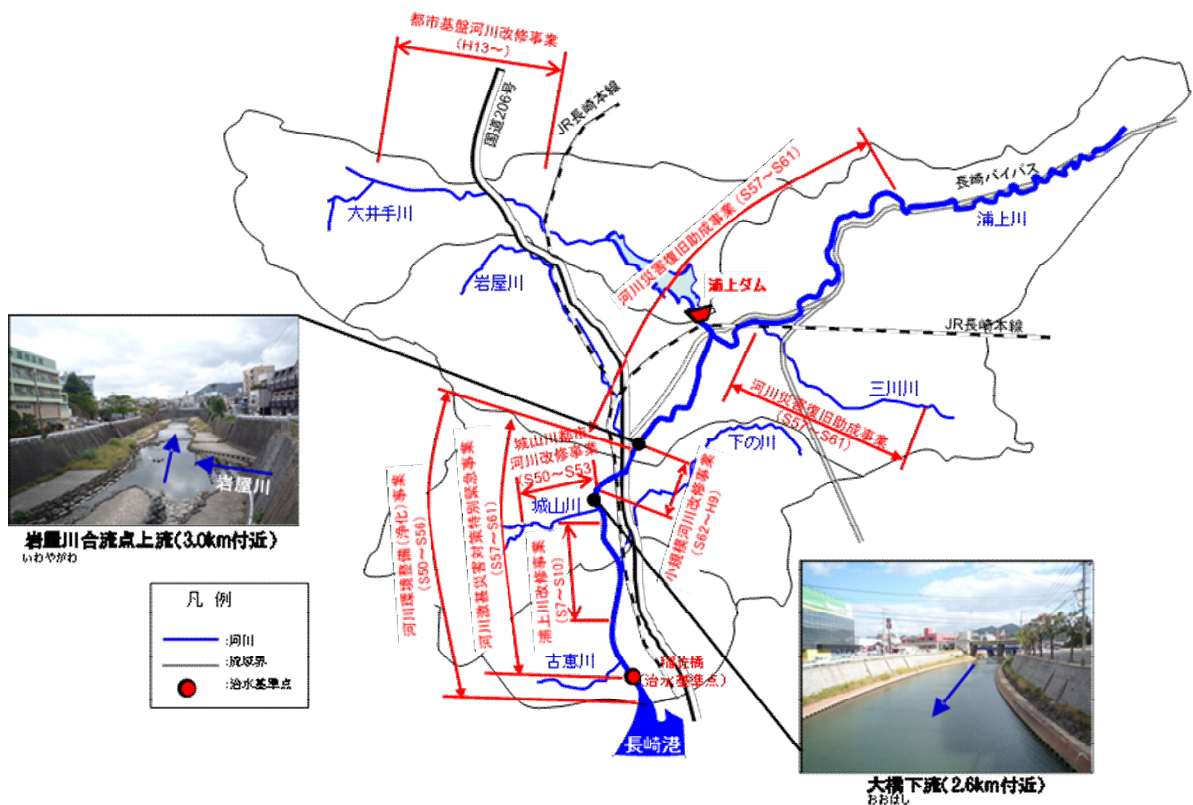 都市基盤河川改修事業
(H13～)
国道206号
JR長崎本線
河川災害復旧助成事業(S57～S61)
長崎バイパス
浦上川
大井手川
岩屋川
浦上ダム
JR長崎本線
河川災害復旧助成事業
(S57～S61)
三川川
下の川
城山川都市
河川改修事業
(S50～S53
城山川
小規模河川改修事業
(S62～H9)
河川環境整備(浄化)事業
(S50～S56)
河川激甚災害対策特別緊急事業
(S57～S61)
浦上川改修事業
(S7～S10)
古恵川
稲佐橋
(治水基準点)
長崎港
岩屋川
岩屋川合流点上流(3.0km付近)
いわやがわ
凡例
:河川
:流域界
:治水基準点
大橋下流(2.6km付近)
おおはし